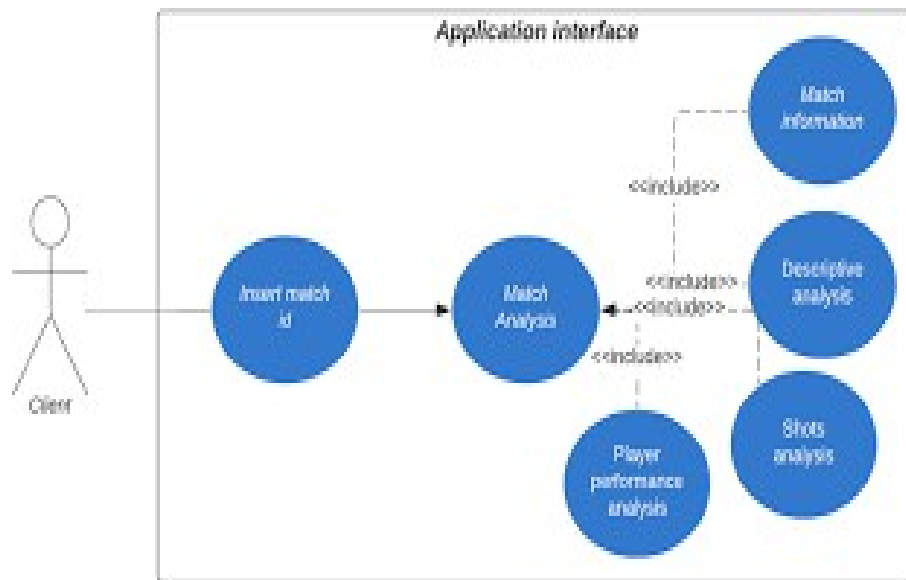 Application interface
Match
information
<<include>>
Descriptive
analysis
<<include>>
<<include>>
Insert match
id
Match
Analysis
<<include>>
Client
Player
performance
analysis
Shots
analysis